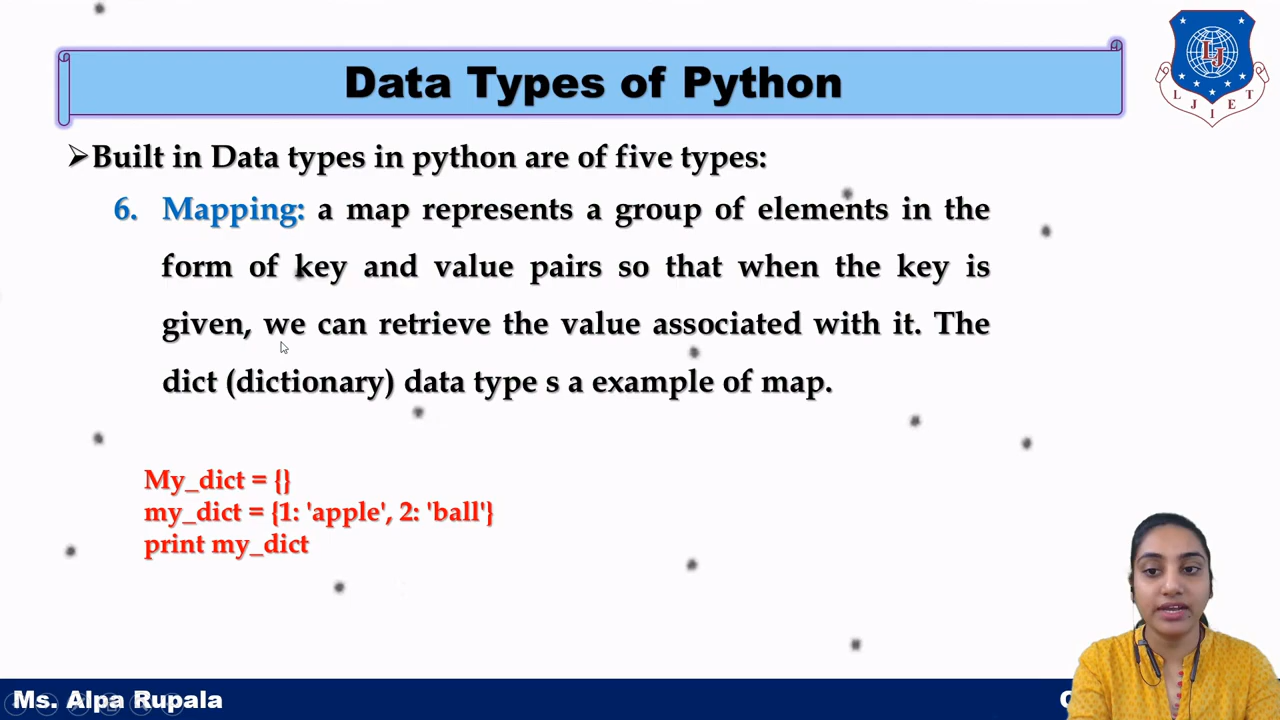 Data Types of Python
LJ
LJIET
➢Built in Data types in python are of five types:
6. Mapping: a map represents a group of elements in the
form of key and value pairs so that when the key is
given, we can retrieve the value associated with it. The
dict (dictionary) data type s a example of map.
My_dict = {}
my_dict = {1: 'apple', 2: 'ball'}
print my_dict
Ms. Alpa Rupala